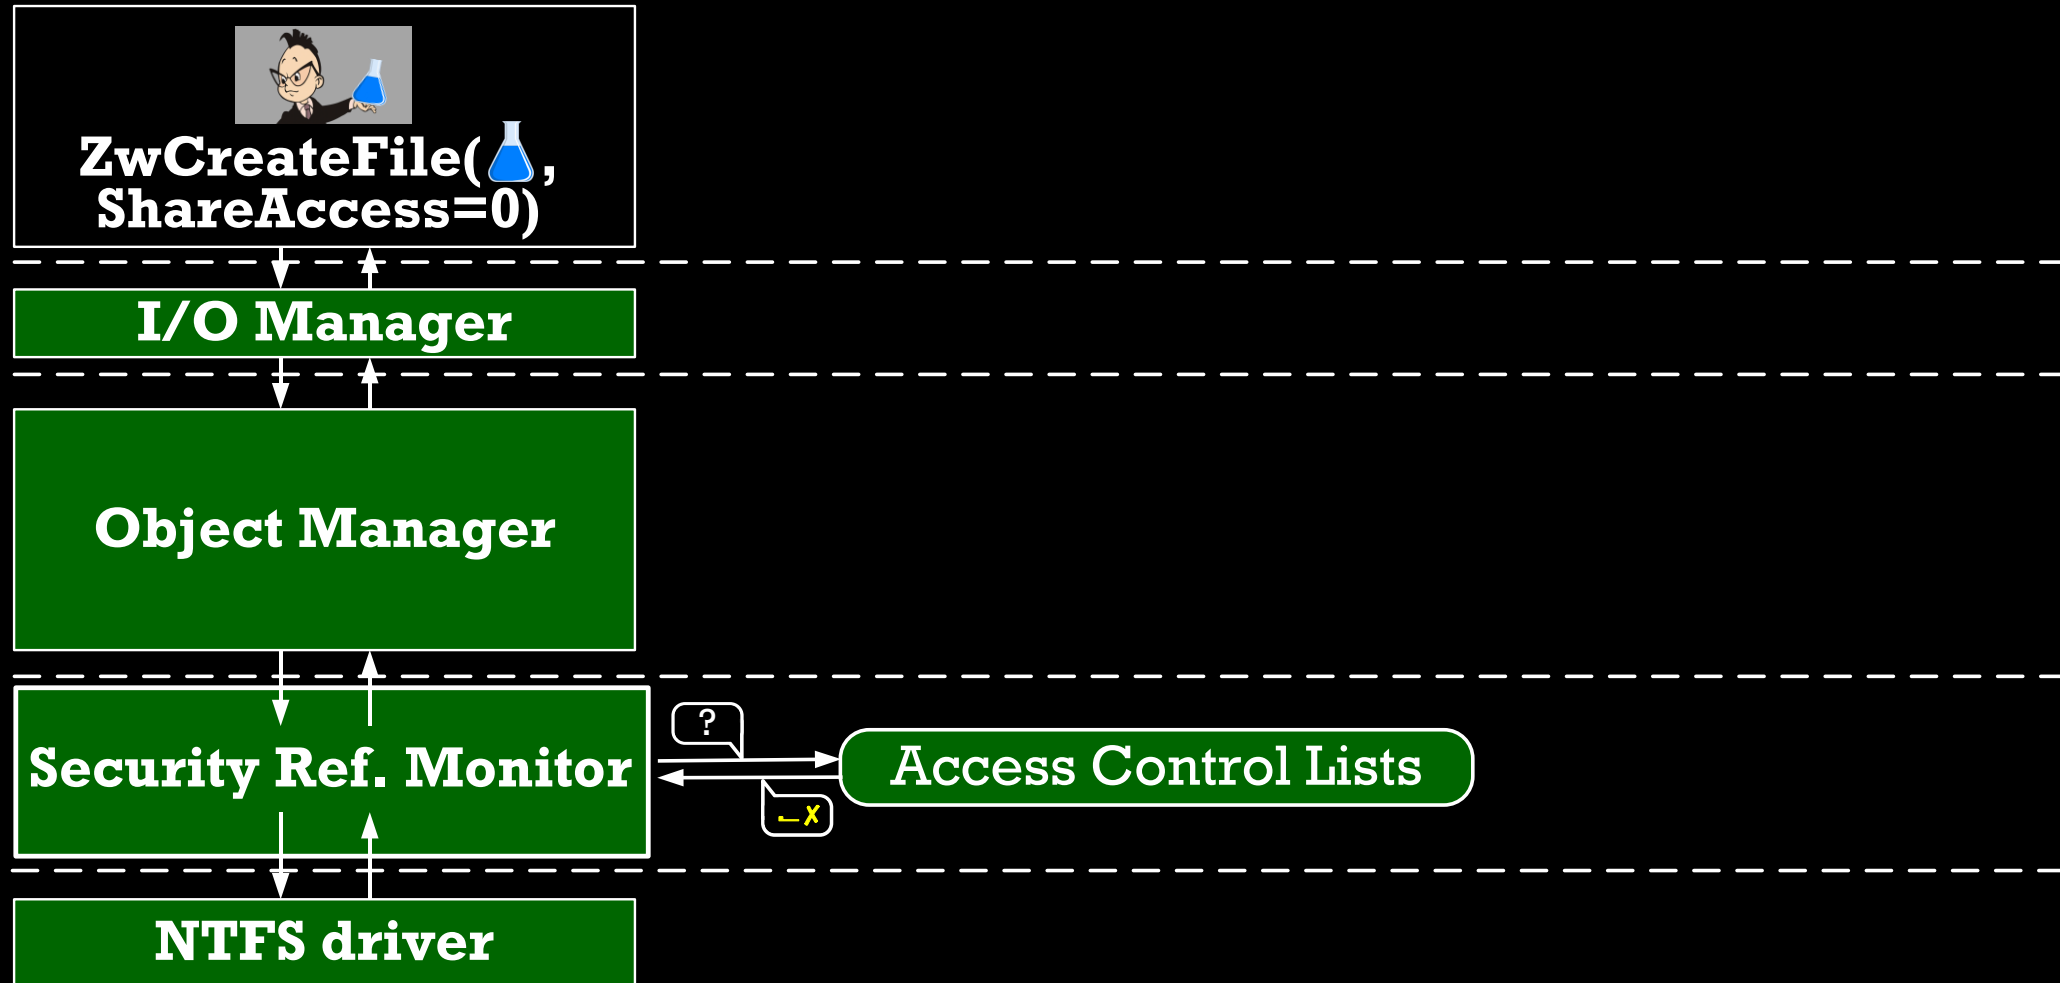 ZwCreateFile( ,
ShareAccess=0)
I/O Manager
Object Manager
Security Ref. Monitor
?
Access Control Lists
✗
NTFS driver